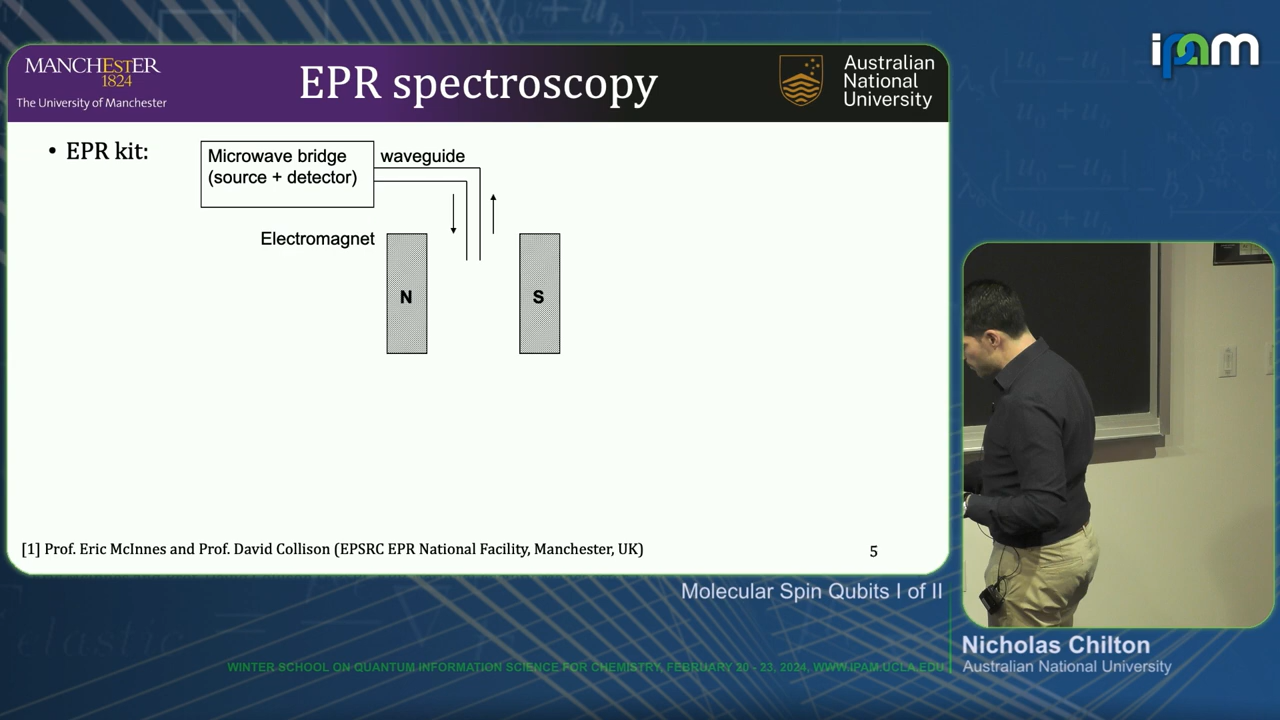 ipam
MANCHESTER
1824
The University of Manchester
EPR spectroscopy
Australian
National
University
• EPR kit:
Microwave bridge
(source + detector)
waveguide
Electromagnet
N
S
[1] Prof. Eric McInnes and Prof. David Collison (EPSRC EPR National Facility, Manchester, UK)
5
Molecular Spin Qubits I of II
Nicholas Chilton
Australian National University
WINTER SCHOOL ON QUANTUM INFORMATION SCIENCE FOR CHEMISTRY, FEBRUARY 20 - 23, 2024, WWW.IPAM.UCLA.EDU
elastic